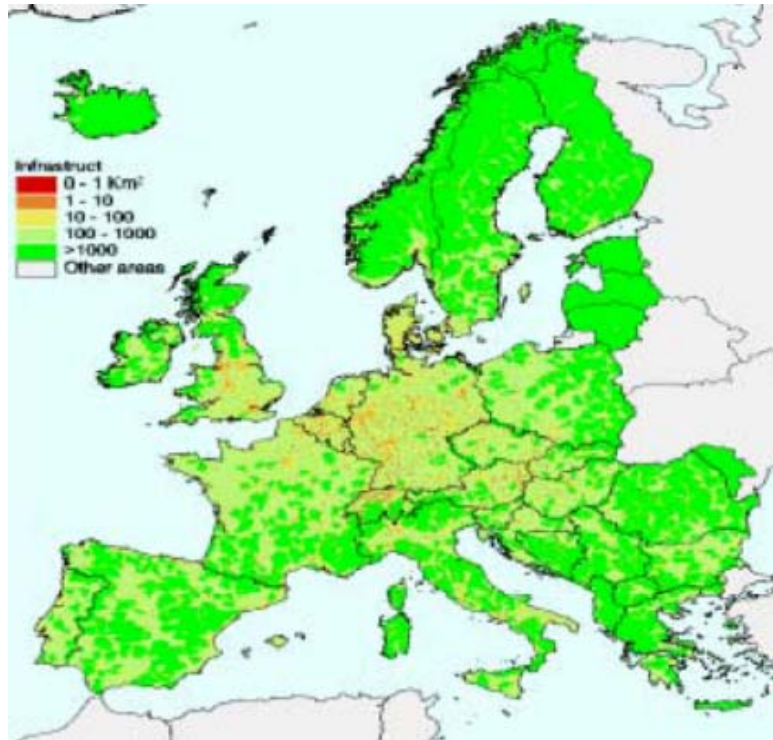 Infrastruct
0 - 1 Km²
1 - 10
10 - 100
100 - 1000
>1000
Other areas